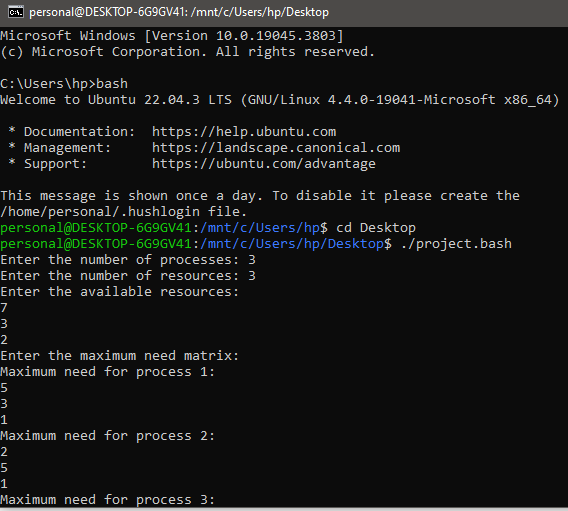 personal@DESKTOP-6G9GV41: /mnt/c/Users/hp/Desktop
Microsoft Windows [Version 10.0.19045.3803]
(c) Microsoft Corporation. All rights reserved.
C:\Users\hp>bash
Welcome to Ubuntu 22.04.3 LTS (GNU/Linux 4.4.0-19041-Microsoft x86_64)
* Documentation:  https://help.ubuntu.com
* Management:     https://landscape.canonical.com
* Support:        https://ubuntu.com/advantage
This message is shown once a day. To disable it please create the
/home/personal/.hushlogin file.
personal@DESKTOP-6G9GV41:/mnt/c/Users/hp$ cd Desktop
personal@DESKTOP-6G9GV41:/mnt/c/Users/hp/Desktop$ ./project.bash
Enter the number of processes: 3
Enter the number of resources: 3
Enter the available resources:
7
3
2
Enter the maximum need matrix:
Maximum need for process 1:
5
3
1
Maximum need for process 2:
2
5
1
Maximum need for process 3: